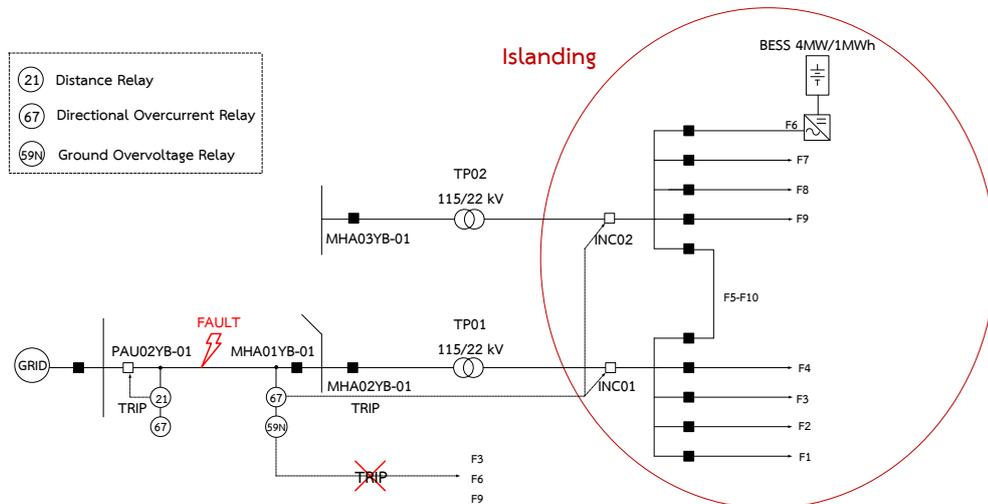 Islanding
BESS 4MW/1MWh
21 Distance Relay
67 Directional Overcurrent Relay
59N Ground Overvoltage Relay
F6
F7
TP02
115/22 kV
F8
F9
MHA03YB-01
INC02
F5-F10
FAULT
TP01
PAU02YB-01
MHA01YB-01
115/22 kV
GRID
F4
MHA02YB-01
INC01
21
67
F3
TRIP
TRIP
67
59N
F2
F1
F3
TRIP
F6
F9